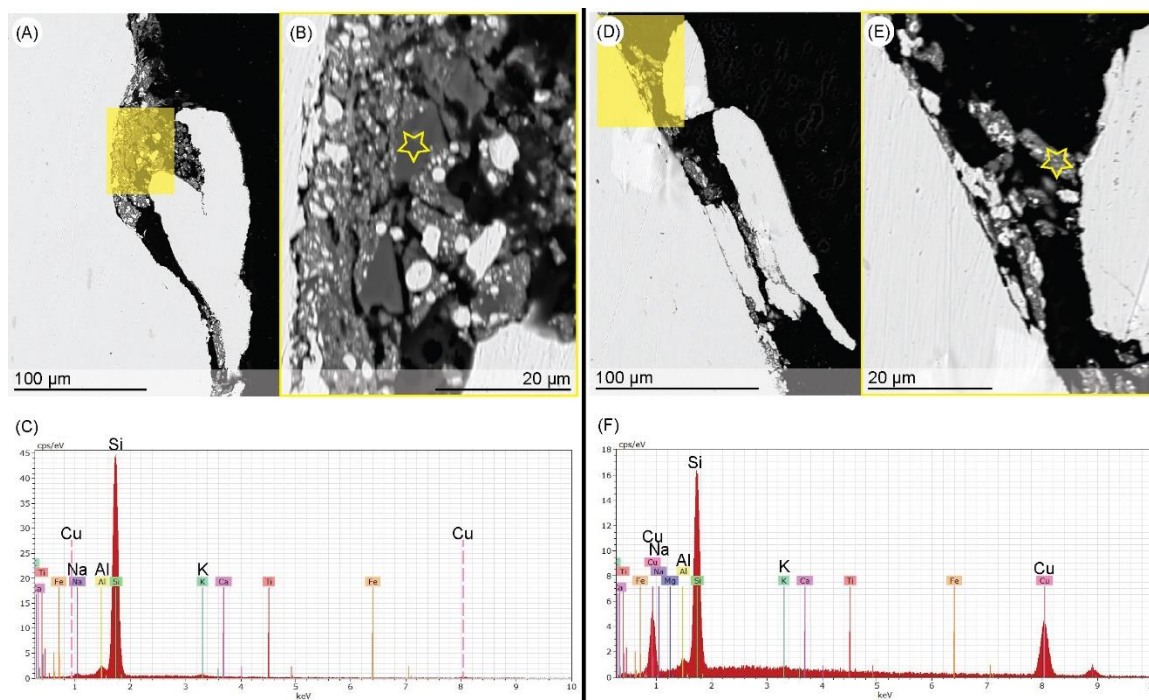 (A)
(B)
100 µm
20 µm
(D)
(E)
100 µm
20 µm
(C)
cps/eV
45
40
35
30
25
20
15
10
5
0
Si
Cu
Cu
Na Al
K
Ti Fe Na Al Si K Ca Ti Fe
a
1 2 3 4 5 6 7 8 9 10
keV
(F)
cps/eV
18
16
14
12
10
8
6
4
2
0
Si
Cu
Na
Al
K
Cu
Cu
Ti Fe Na Mg Al Si K Ca Ti Fe Cu
a
1 2 3 4 5 6 7 8 9
keV